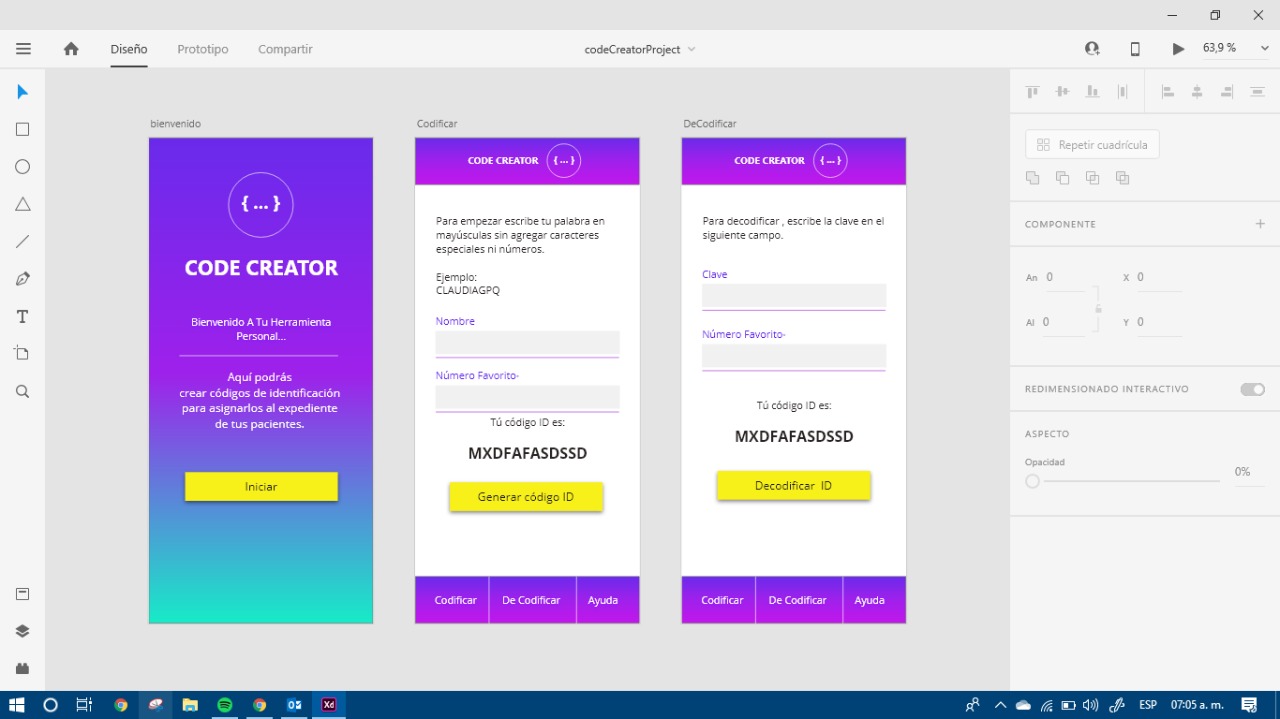 Diseño
Prototipo
Compartir
codeCreatorProject
63,9 %
bienvenido
{ ... }
CODE CREATOR
Bienvenido A Tu Herramienta
Personal...
Aquí podrás
crear códigos de identificación
para asignarlos al expediente
de tus pacientes.
Iniciar
Codificar
CODE CREATOR { ... }
Para empezar escribe tu palabra en
mayúsculas sin agregar caracteres
especiales ni números.
Ejemplo:
CLAUDIAGPQ
Nombre
Número Favorito-
Tú código ID es:
MXDFAFASDSSD
Generar código ID
Codificar
De Codificar
Ayuda
DeCodificar
CODE CREATOR { ... }
Para decodificar , escribe la clave en el
siguiente campo.
Clave
Número Favorito-
Tú código ID es:
MXDFAFASDSSD
Decodificar ID
Codificar
De Codificar
Ayuda
Repetir cuadrícula
COMPONENTE
An 0
X 0
Al 0
Y 0
REDIMENSIONADO INTERACTIVO
ASPECTO
Opacidad
0%
T
Xd
ESP
07:05 a. m.